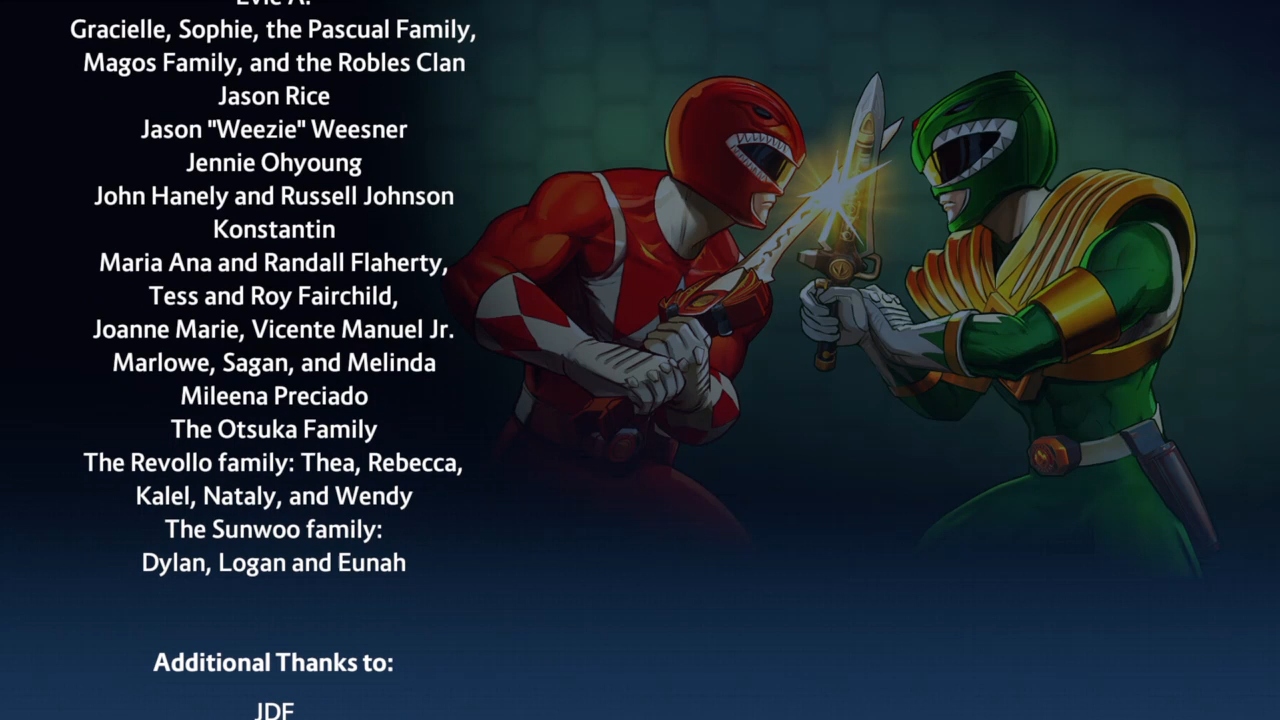 Evie A.
Gracielle, Sophie, the Pascual Family,
Magos Family, and the Robles Clan
Jason Rice
Jason "Weezie" Weesner
Jennie Ohyoung
John Hanely and Russell Johnson
Konstantin
Maria Ana and Randall Flaherty,
Tess and Roy Fairchild,
Joanne Marie, Vicente Manuel Jr.
Marlowe, Sagan, and Melinda
Mileena Preciado
The Otsuka Family
The Revollo family: Thea, Rebecca,
Kalel, Nataly, and Wendy
The Sunwoo family:
Dylan, Logan and Eunah
Additional Thanks to:
JDF